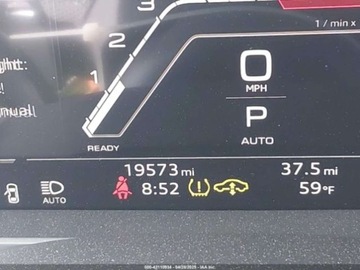 3
1 / min x
2
ght:
1
0
MPH
nual
P
READY
AUTO
19573 mi
37.5 mi
AUTO
8:52
59°F